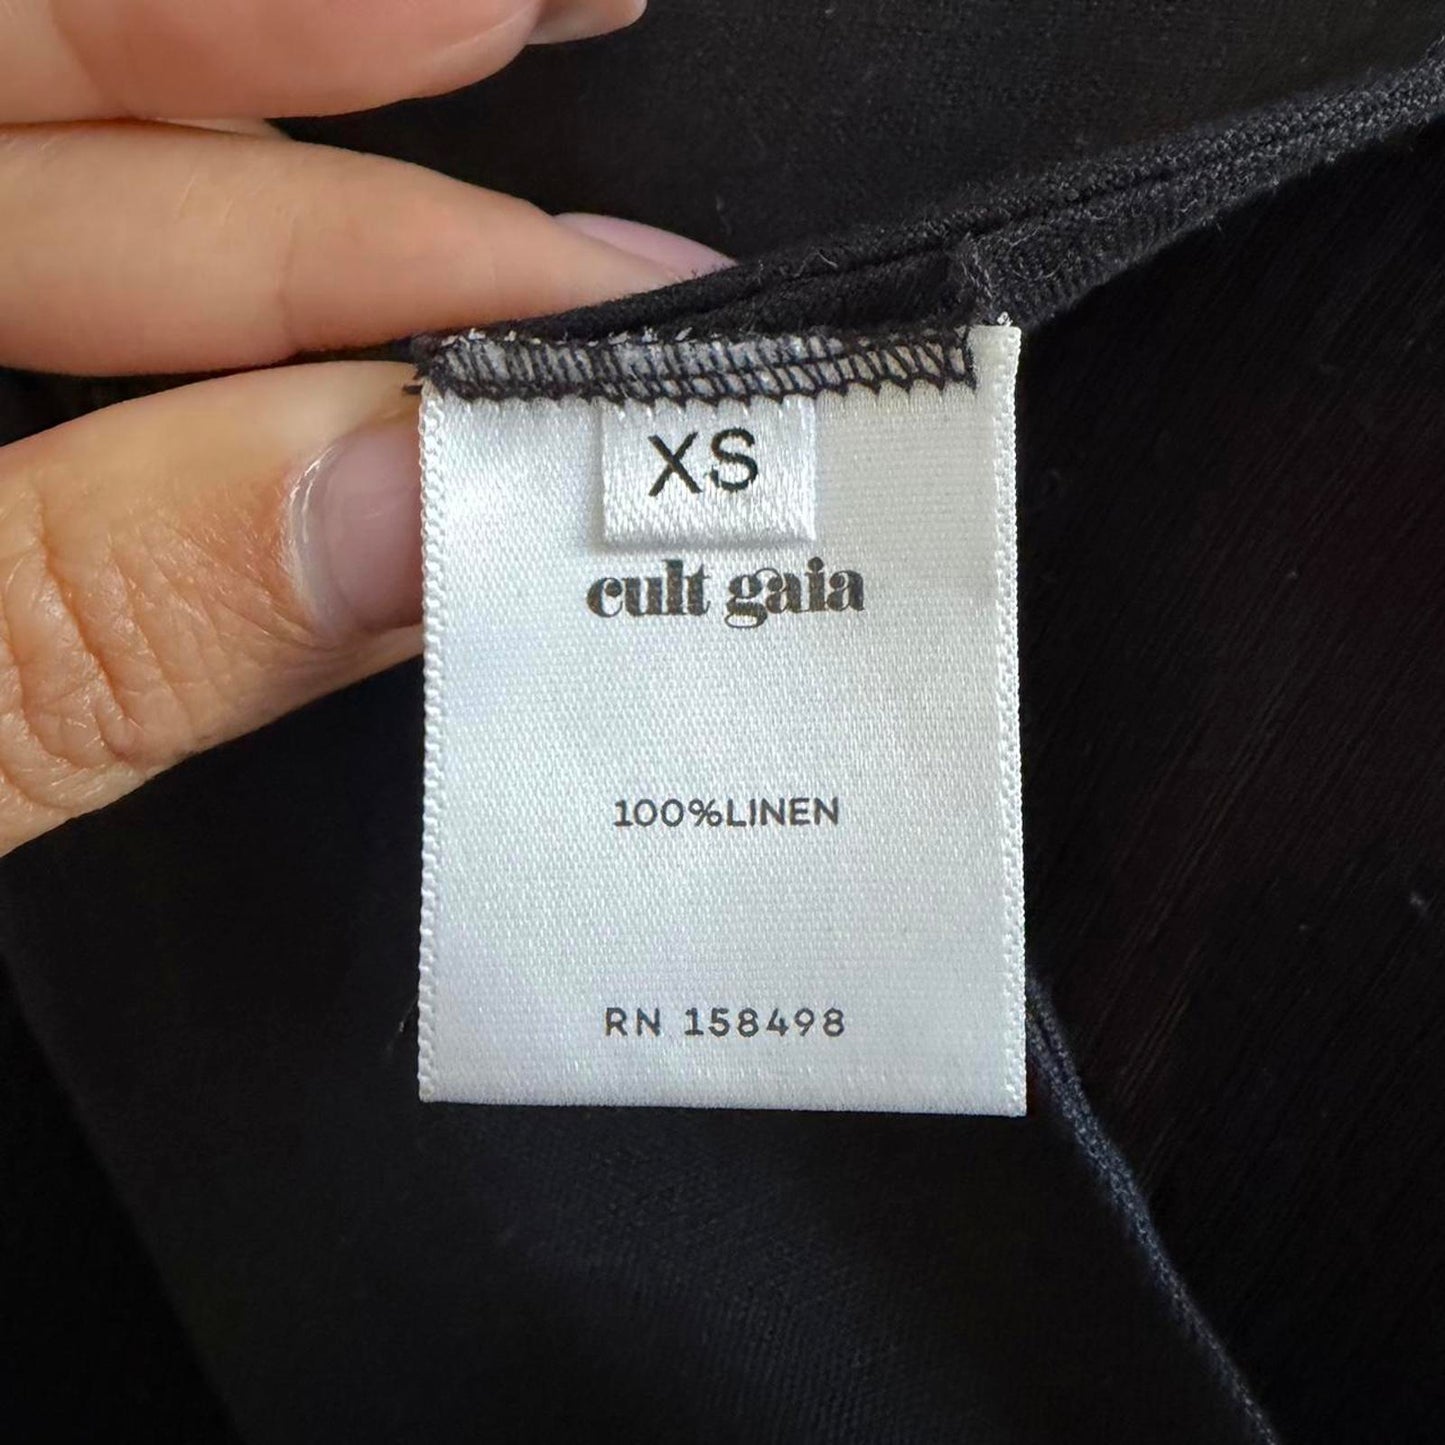 XS
cult gaia
100%LINEN
RN 158498